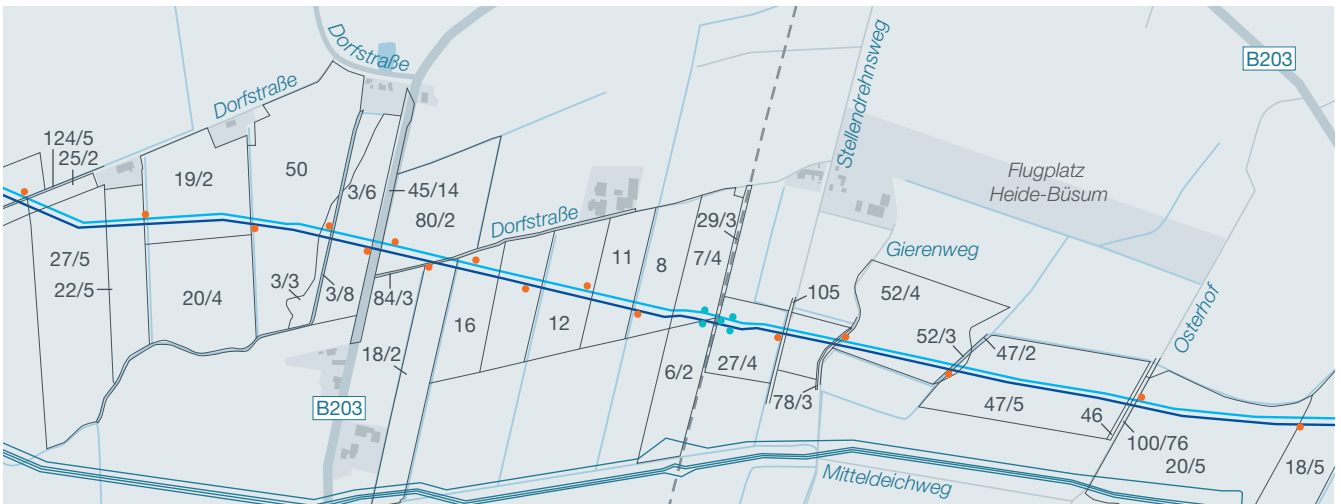 Dorfstraße
B203
Dorfstraße
Stellendrehnsweg
124/5
25/2
19/2
50
3/6
45/14
80/2
Flugplatz
Heide-Büsum
Dorfstraße
29/3
11
8
7/4
Gierenweg
27/5
22/5
20/4
3/3
3/8
84/3
105
52/4
Osterhof
16
12
52/3
47/2
18/2
6/2
27/4
78/3
47/5
46
B203
100/76
20/5
18/5
Mitteldeichweg